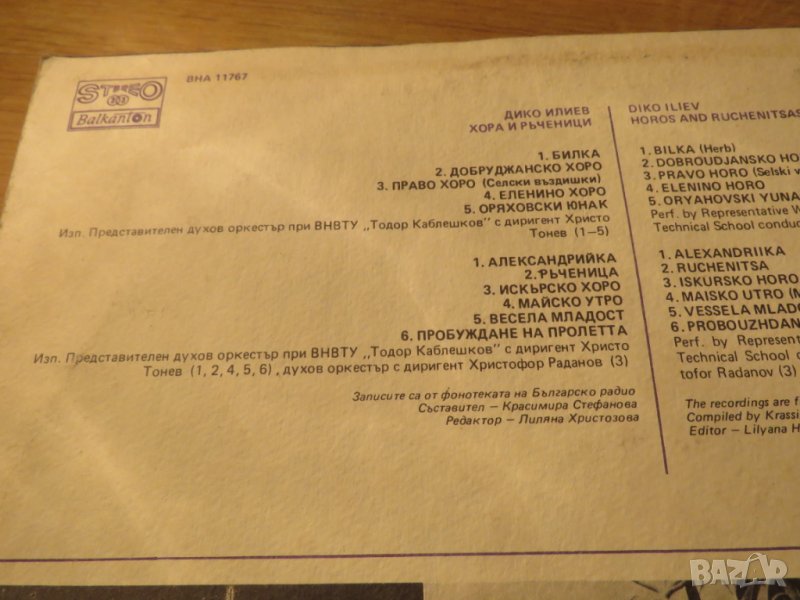 STEREO
33
Balkanton
ВНА 11767
ДИКО ИЛИЕВ
ХОРА И РЪЧЕНИЦИ
1. БИЛКА
2. ДОБРУДЖАНСКО ХОРО
3. ПРАВО ХОРО (Селски въздишки)
4. ЕЛЕНИНО ХОРО
5. ОРЯХОВСКИ ЮНАК
Изп. Представителен духов оркестър при ВНВТУ „Тодор Каблешков" с диригент Христо
Тонев (1–5)
1. АЛЕКСАНДРИЙКА
2. РЪЧЕНИЦА
3. ИСКЪРСКО ХОРО
4. МАЙСКО УТРО
5. ВЕСЕЛА МЛАДОСТ
6. ПРОБУЖДАНЕ НА ПРОЛЕТТА
Изп. Представителен духов оркестър при ВНВТУ „Тодор Каблешков" с диригент Христо
Тонев (1, 2, 4, 5, 6), духов оркестър с диригент Христофор Раданов (3)
Записите са от фонотеката на Българско радио
Съставител – Красимира Стефанова
Редактор – Лиляна Христозова
DIKO ILIEV
HOROS AND RUCHENITSAS
1. BILKA (Herb)
2. DOBROUDJANSKO HO
3. PRAVO HORO (Selski v
4. ELENINO HORO
5. ORYAHOVSKI YUNA
Perf. by Representative W
Technical School conduc
1. ALEXANDRIIKA
2. RUCHENITSA
3. ISKURSKO HORO
4. MAISKO UTRO (M
5. VESSELA MLADO
6. PROBOUZHDAN
Perf. by Represent
Technical School c
tofor Radanov (3)
The recordings are f
Compiled by Krassi
Editor – Lilyana H
BAZAR
bg